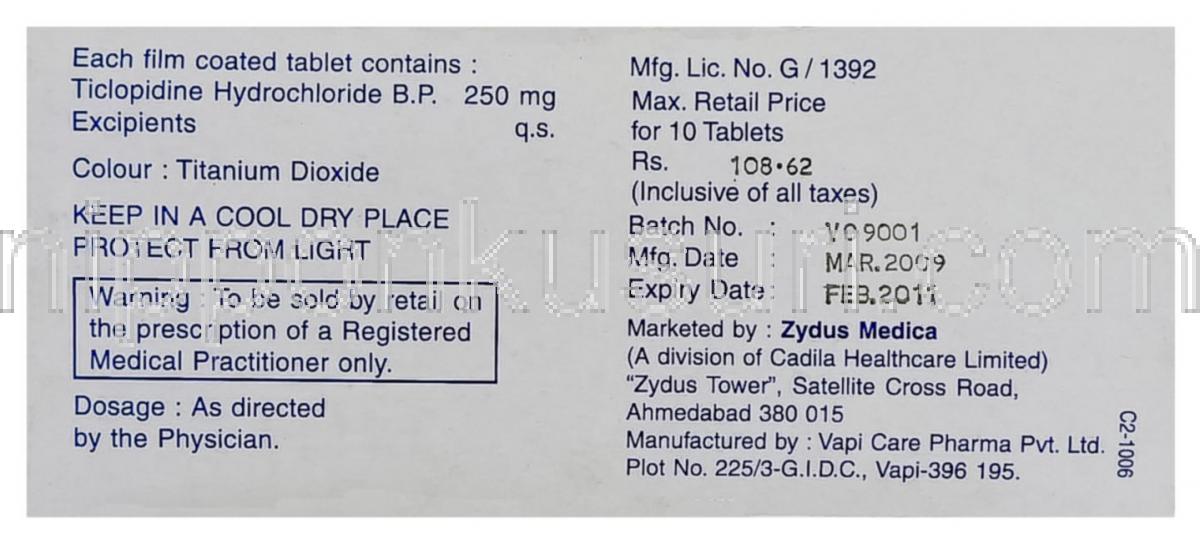 Each film coated tablet contains :
Ticlopidine Hydrochloride B.P. 250 mg
Excipients q.s.
Colour : Titanium Dioxide
KEEP IN A COOL DRY PLACE
PROTECT FROM LIGHT
Warning : To be sold by retail on
the prescription of a Registered
Medical Practitioner only.
Dosage : As directed
by the Physician.
Mfg. Lic. No. G / 1392
Max. Retail Price
for 10 Tablets
Rs. 108.62
(Inclusive of all taxes)
Batch No. : VO9001
Mfg. Date : MAR.2009
Expiry Date : FEB.2011
Marketed by : Zydus Medica
(A division of Cadila Healthcare Limited)
“Zydus Tower”, Satellite Cross Road,
Ahmedabad 380 015
Manufactured by : Vapi Care Pharma Pvt. Ltd.
Plot No. 225/3-G.I.D.C., Vapi-396 195.
C2-1006
nipponkusuri.com